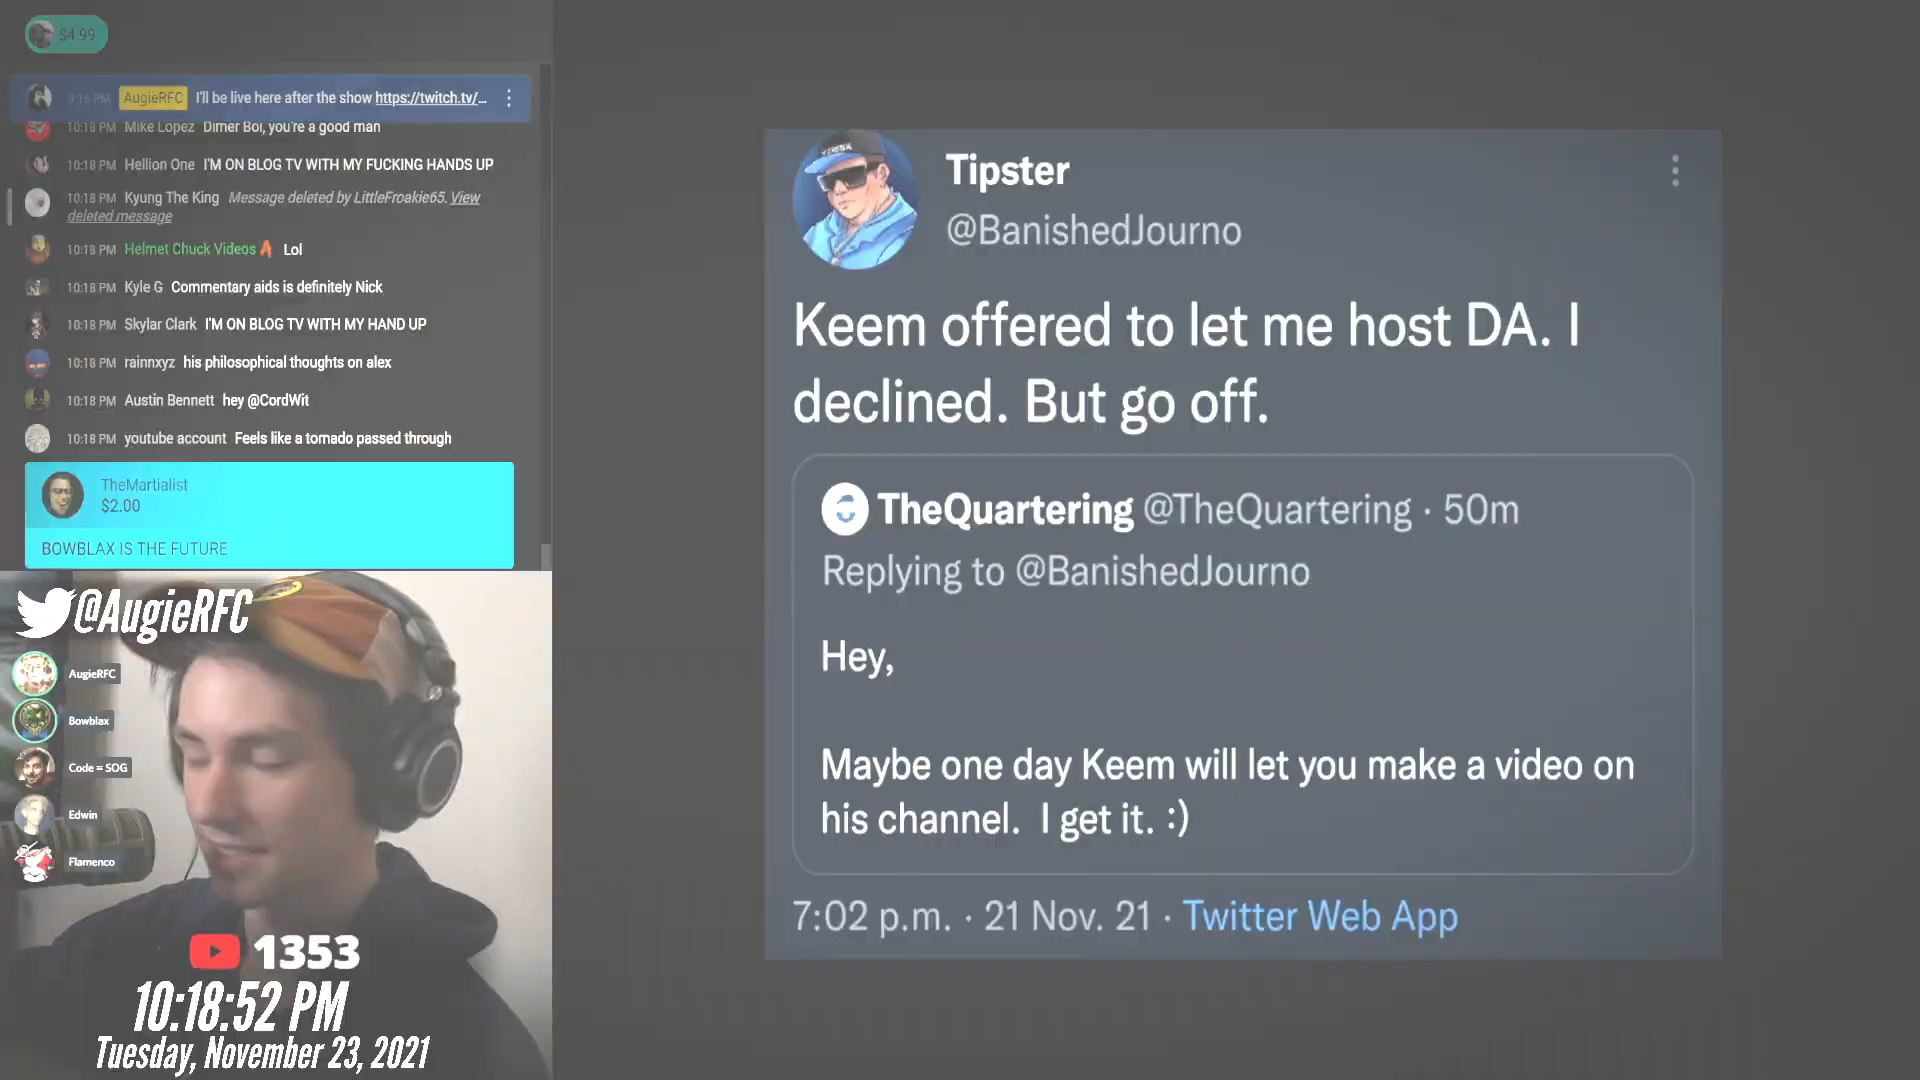 $4.99
9:16 PM AugieRFC I'll be live here after the show https://twitch.tv/...
10:18 PM Mike Lopez Dimer Boi, you're a good man
10:18 PM Hellion One I'M ON BLOG TV WITH MY FUCKING HANDS UP
10:18 PM Kyung The King Message deleted by LittleFroakie65. View
deleted message
10:18 PM Helmet Chuck Videos Lol
10:18 PM Kyle G Commentary aids is definitely Nick
10:18 PM Skylar Clark I'M ON BLOG TV WITH MY HAND UP
10:18 PM rainnxyz his philosophical thoughts on alex
10:18 PM Austin Bennett hey @CordWit
10:18 PM youtube account Feels like a tornado passed through
TheMartialist
$2.00
BOWBLAX IS THE FUTURE
@AugieRFC
AugieRFC
Bowblax
Code = SOG
Edwin
Flamenco
1353
10:18:52 PM
Tuesday, November 23, 2021
Tipster
@BanishedJourno
Keem offered to let me host DA. I
declined. But go off.
TheQuartering @TheQuartering · 50m
Replying to @BanishedJourno
Hey,
Maybe one day Keem will let you make a video on
his channel. I get it. :)
7:02 p.m. · 21 Nov. 21 · Twitter Web App